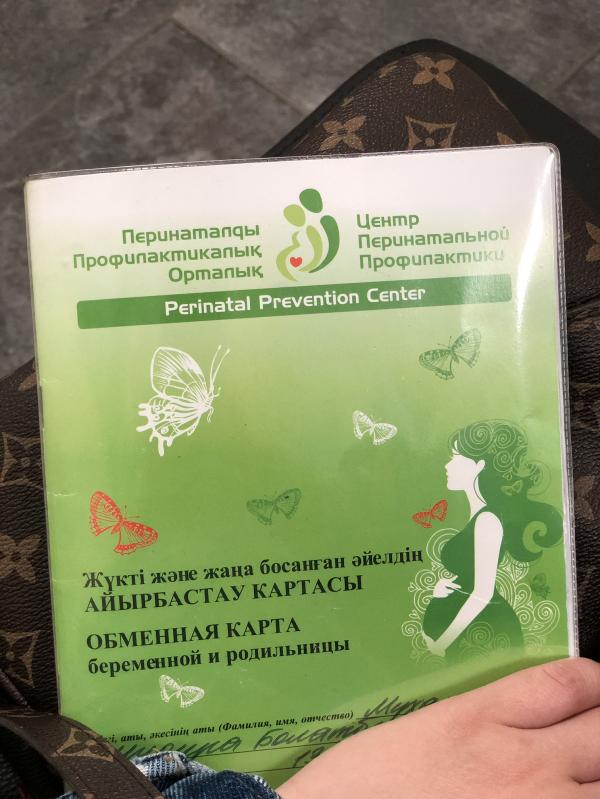 Перинаталды
Профилактикалық
Орталық
Центр
Перинатальной
Профилактики
Perinatal Prevention Center
Жүкті және жаңа босанған әйелдің
АЙЫРБАСТАУ КАРТАСЫ
ОБМЕННАЯ КАРТА
беременной и родильницы
аты, әкесінің аты (Фамилия, имя, отчество)